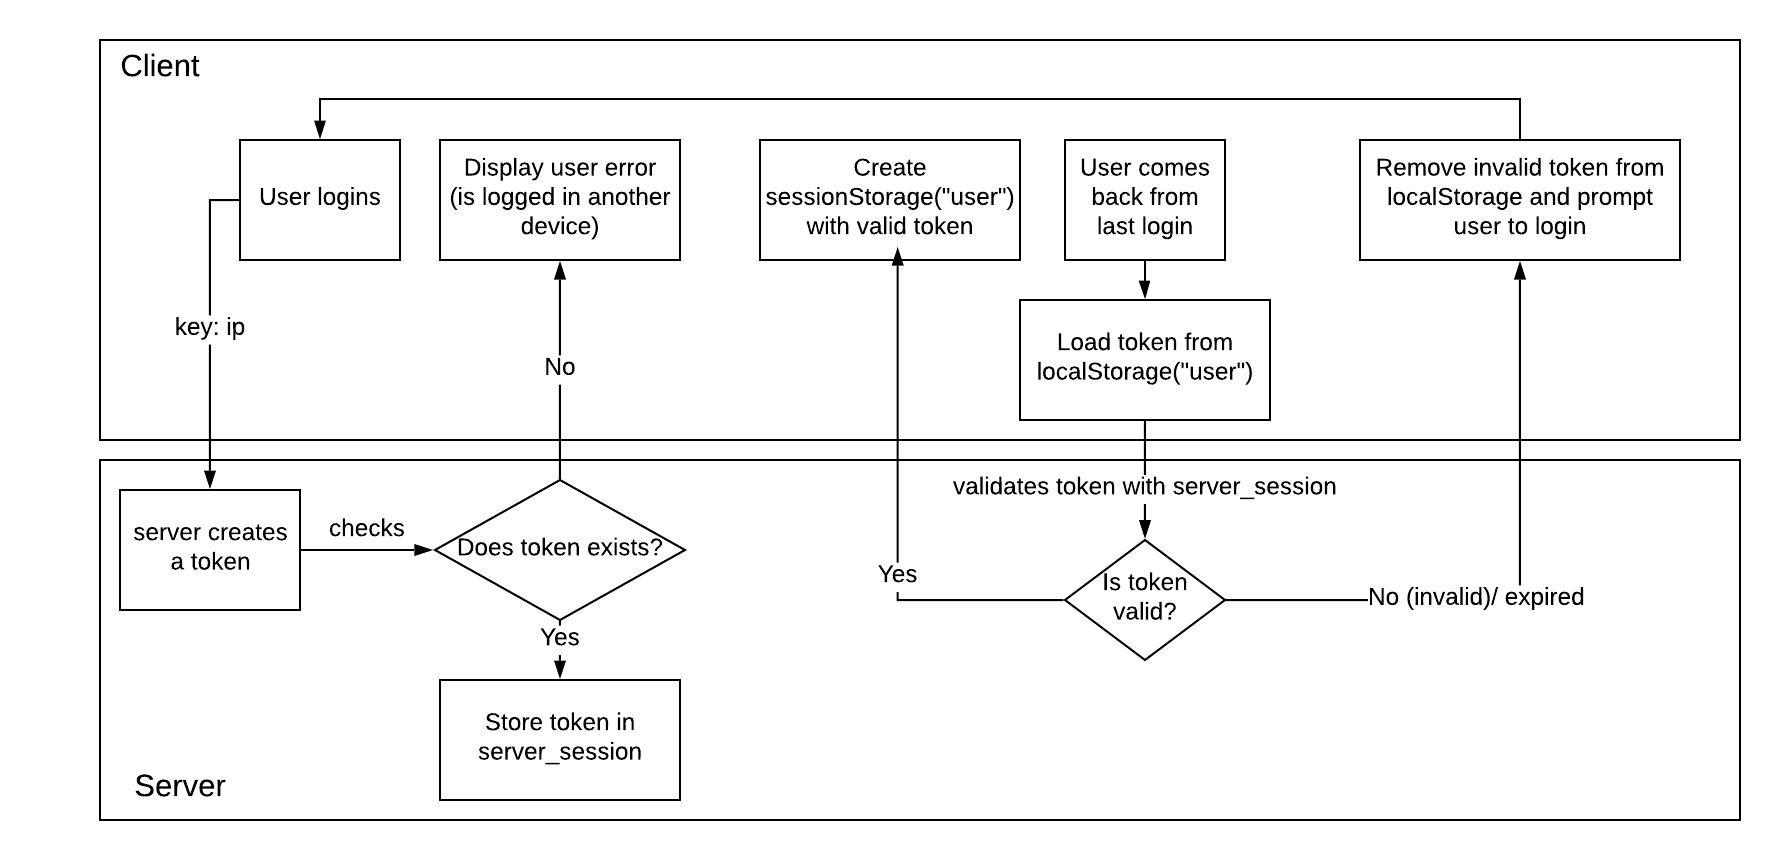 Client
User logins
Display user error
(is logged in another
device)
Create
sessionStorage("user")
with valid token
User comes
back from
last login
Remove invalid token from
localStorage and prompt
user to login
key: ip
No
Load token from
localStorage("user")
validates token with server_session
server creates
a token
checks
Does token exists?
Yes
Is token
valid?
No (invalid)/ expired
Yes
Store token in
server_session
Server